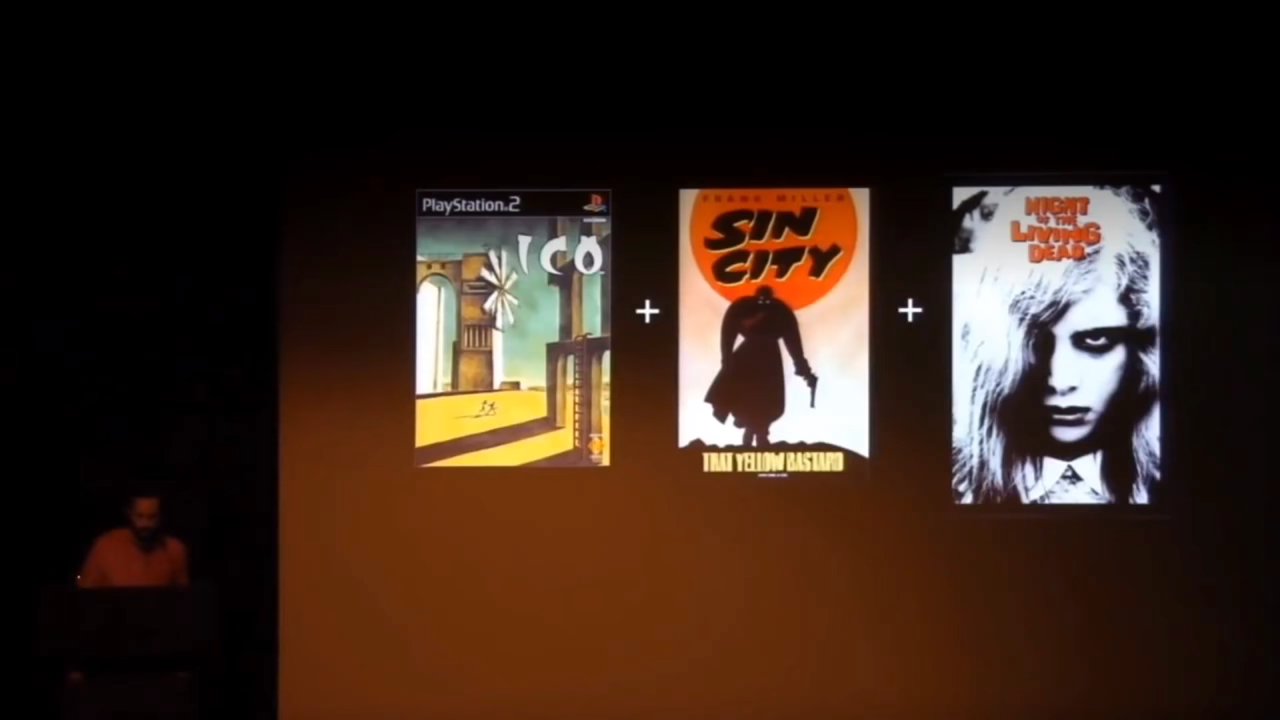 PlayStation.2
ICO
+
FRANK MILLER
SIN
CITY
THAT YELLOW BASTARD
+
NIGHT
OF THE
LIVING
DEAD